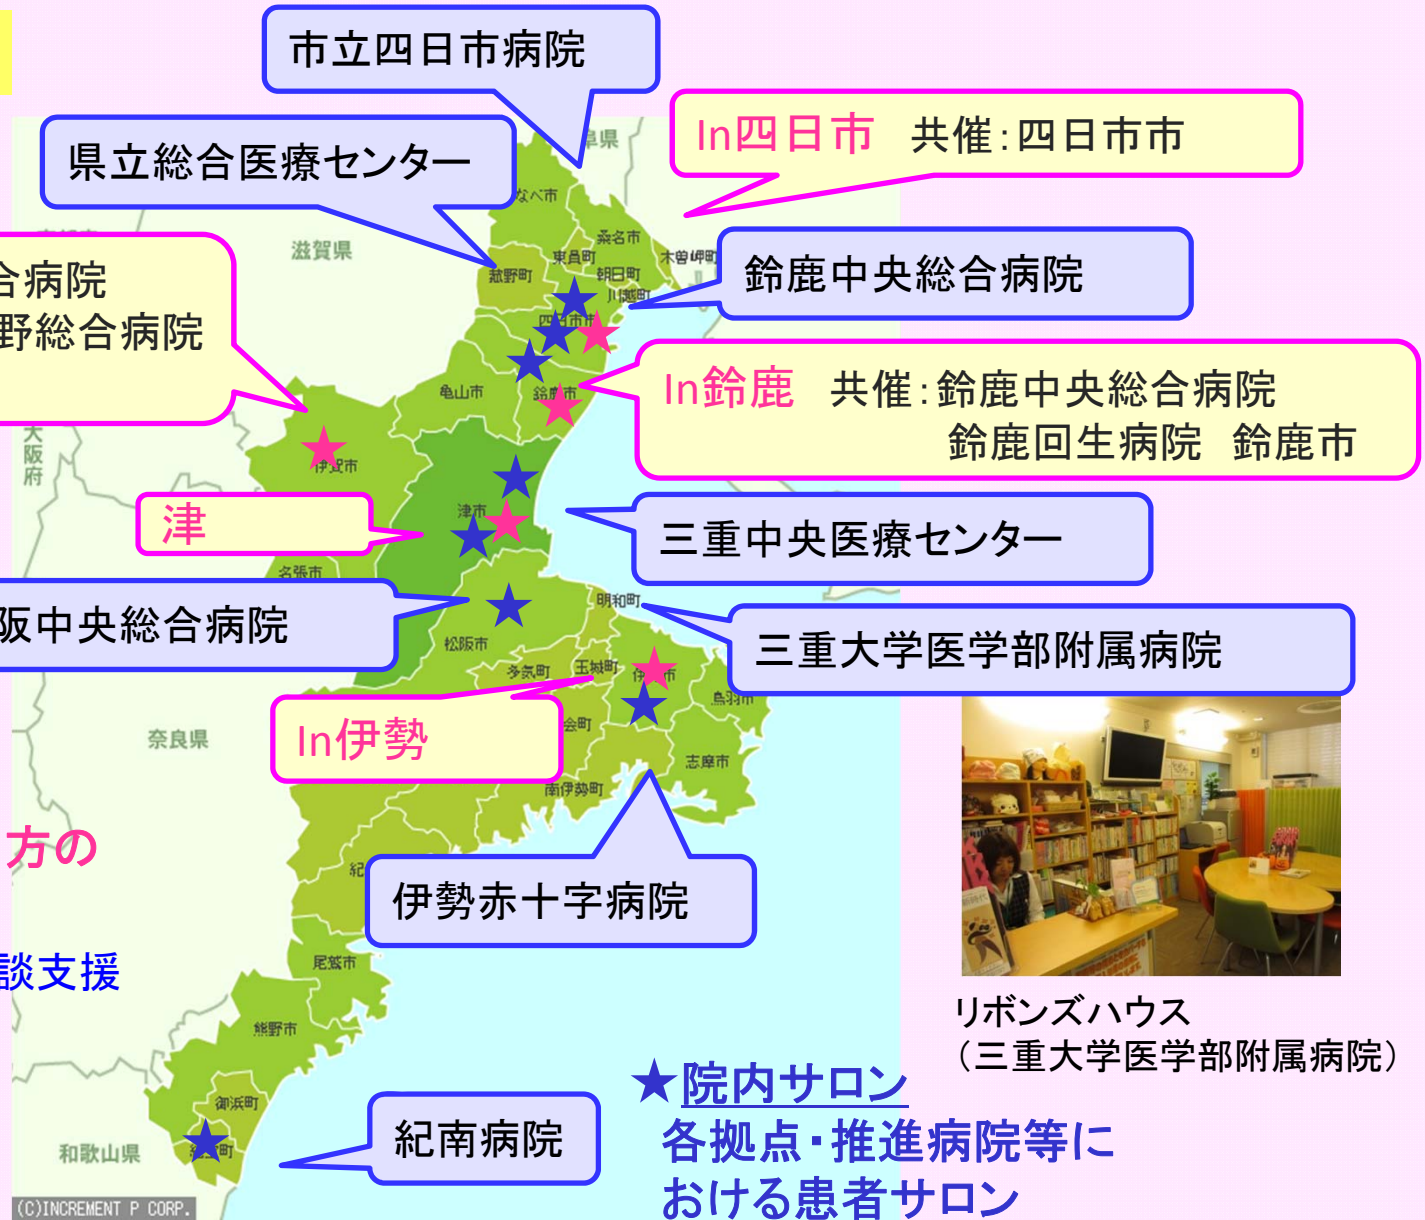 市立四日市病院
In四日市 共催：四日市市
県立総合医療センター
滋賀県
桑名市
東員町
木曽岬町
菰野町
朝日町
川越町
鈴鹿中央総合病院
合病院
野総合病院
四日市市
亀山市
鈴鹿市
In鈴鹿 共催：鈴鹿中央総合病院
鈴鹿回生病院 鈴鹿市
大阪府
伊賀市
津
津市
三重中央医療センター
名張市
阪中央総合病院
明和町
三重大学医学部附属病院
松阪市
多気町
玉城町
鳥羽市
奈良県
In伊勢
会町
志摩市
南伊勢町
方の
紀
伊勢赤十字病院
談支援
尾鷲市
リボンズハウス
（三重大学医学部附属病院）
熊野市
★院内サロン
各拠点・推進病院等に
おける患者サロン
御浜町
紀南病院
和歌山県
(C)INCREMENT P CORP.